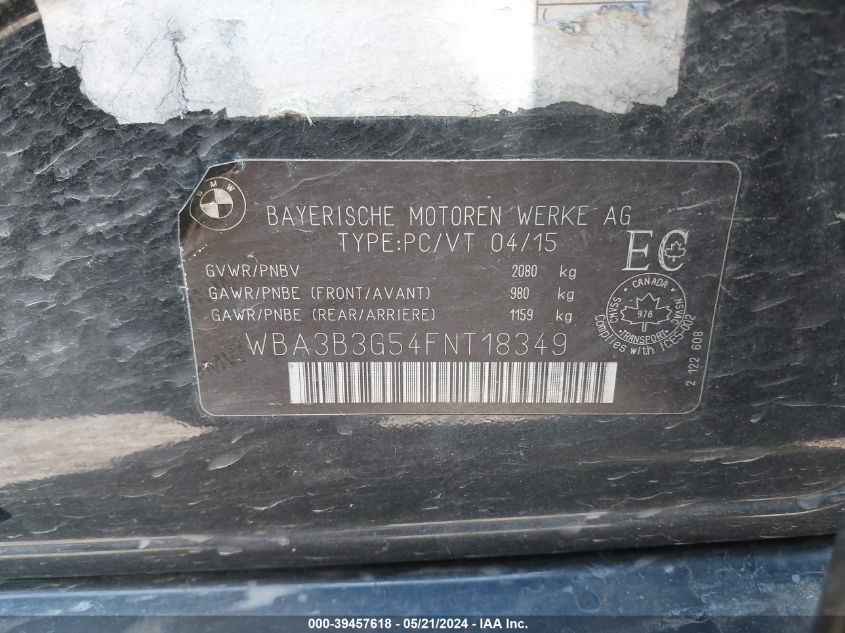 BMW
BAYERISCHE MOTOREN WERKE AG
TYPE:PC/VT 04/15
EC
GVWR/PNBV 2080 kg
GAWR/PNBE (FRONT/AVANT) 980 kg
GAWR/PNBE (REAR/ARRIERE) 1159 kg
CANADA
978
TRANSPORT
Complies with ICES-002
WBA3B3G54FNT18349
2 122 608
000-39457618 - 05/21/2024 - IAAI Inc.